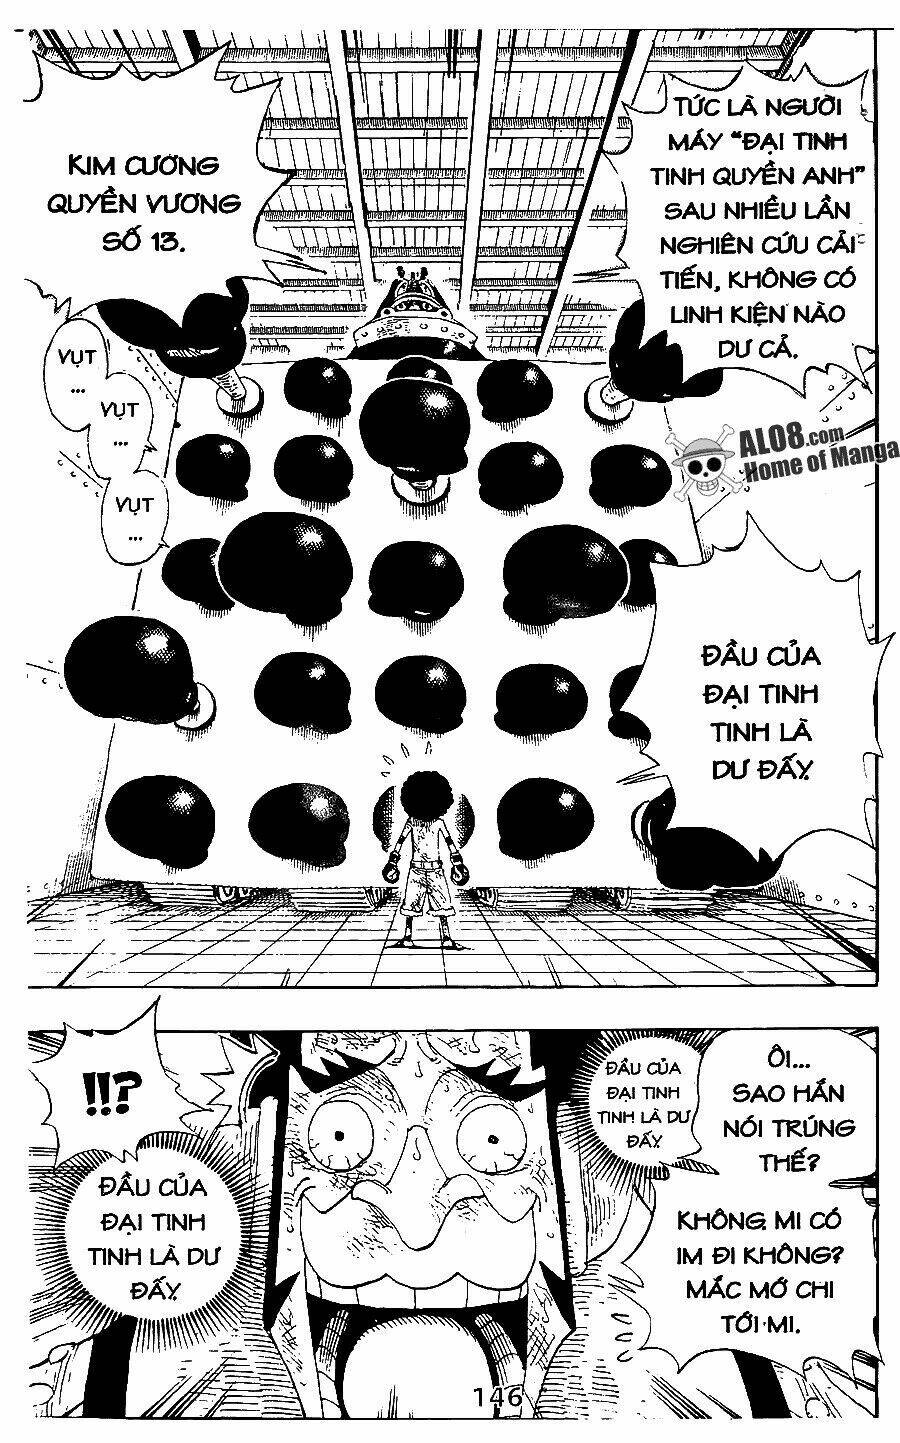 TỨC LÀ NGƯỜI
MÁY “ĐẠI TINH
TINH QUYỀN ANH”
SAU NHIỀU LẦN
NGHIÊN CỨU CẢI
TIẾN, KHÔNG CÓ
LINH KIỆN NÀO
DƯ CẢ.
KIM CƯƠNG
QUYỀN VƯƠNG
SỐ 13.
VỤT
...
VỤT
...
VỤT
...
AL08.com
Home of Manga
ĐẦU CỦA
ĐẠI TINH
TINH LÀ
DƯ ĐẤY.
ÔI...
SAO HẮN
NÓI TRÚNG
THẾ?
KHÔNG MI CÓ
IM ĐI KHÔNG?
MẮC MỚ CHI
TỚI MI.
ĐẦU CỦA
ĐẠI TINH
TINH LÀ DƯ
ĐẤY.
!!?
ĐẦU CỦA
ĐẠI TINH
TINH LÀ DƯ
ĐẤY.
146